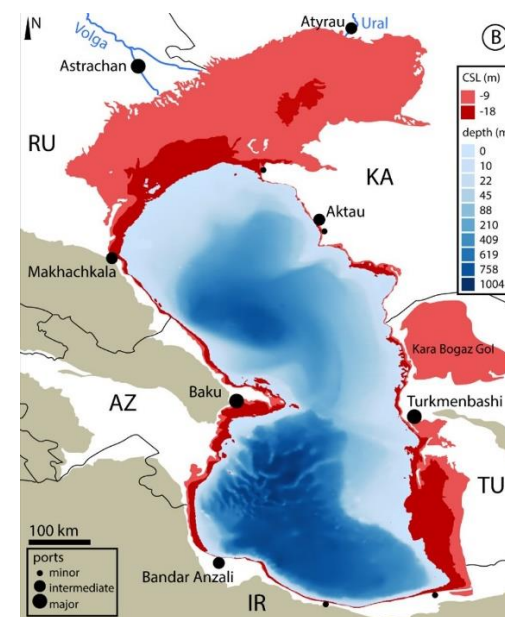 N
Volga
Astrachan
Atyrau
Ural
B
CSL (m)
-9
-18
depth (m)
0
10
22
45
88
210
409
619
758
1004
RU
KA
Aktau
Makhachkala
Kara Bogaz Gol
Baku
AZ
Turkmenbashi
TU
100 km
ports
minor
intermediate
major
Bandar Anzali
IR